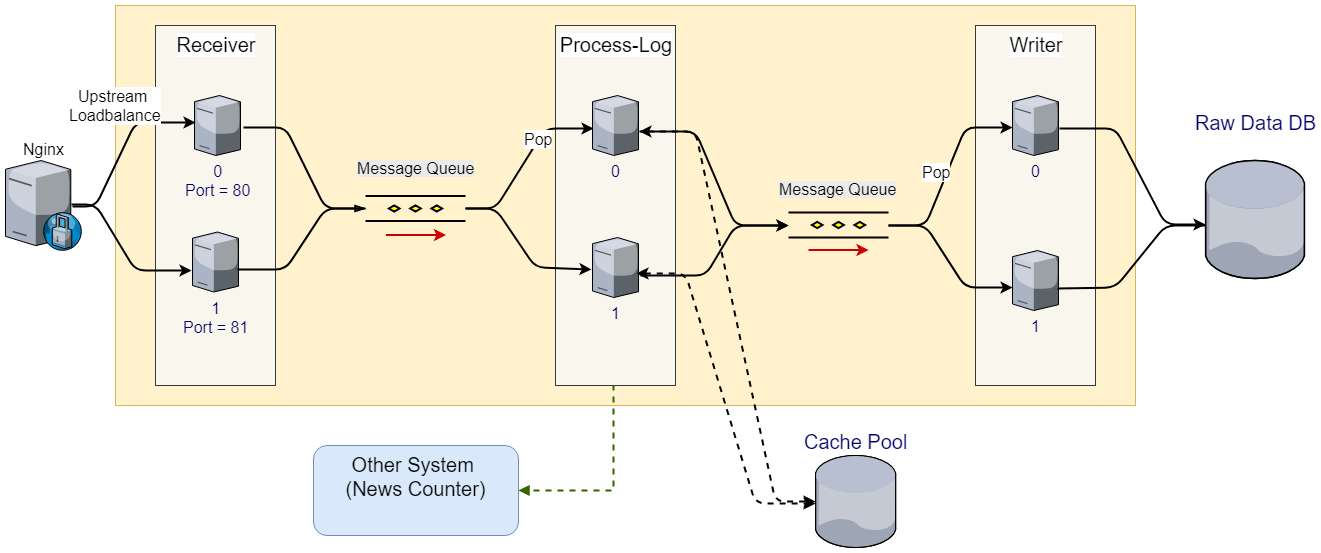 Receiver
Process-Log
Writer
Upstream
Loadbalance
Nginx
0
Port = 80
1
Port = 81
Message Queue
Pop
0
1
Message Queue
Pop
0
1
Raw Data DB
Cache Pool
Other System
(News Counter)